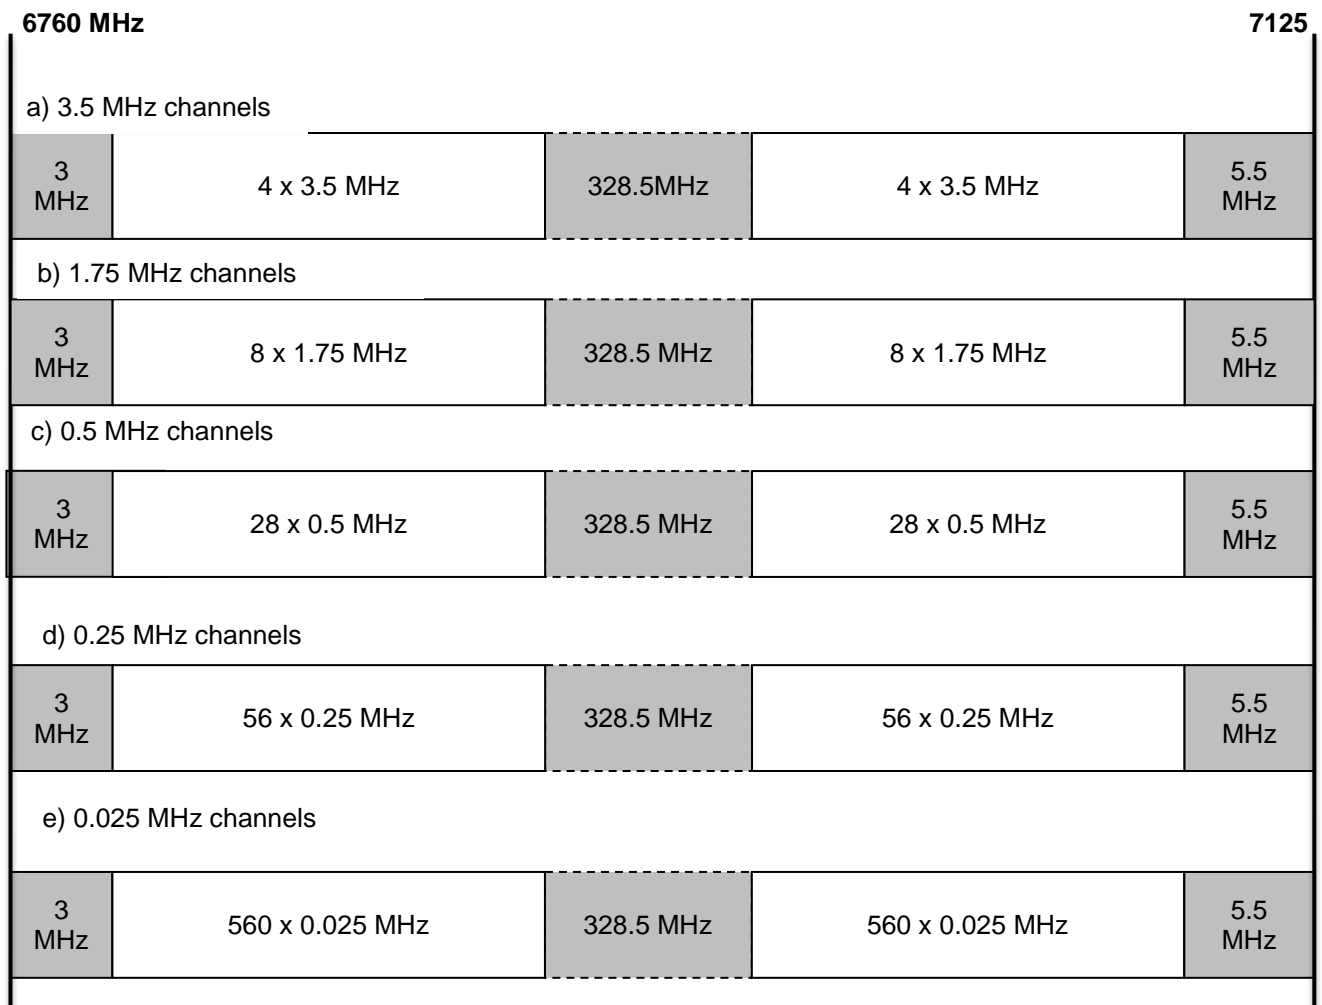 6760 MHz 7125
a) 3.5 MHz channels
3 MHz 4 x 3.5 MHz 328.5MHz 4 x 3.5 MHz 5.5 MHz
b) 1.75 MHz channels
3 MHz 8 x 1.75 MHz 328.5 MHz 8 x 1.75 MHz 5.5 MHz
c) 0.5 MHz channels
3 MHz 28 x 0.5 MHz 328.5 MHz 28 x 0.5 MHz 5.5 MHz
d) 0.25 MHz channels
3 MHz 56 x 0.25 MHz 328.5 MHz 56 x 0.25 MHz 5.5 MHz
e) 0.025 MHz channels
3 MHz 560 x 0.025 MHz 328.5 MHz 560 x 0.025 MHz 5.5 MHz